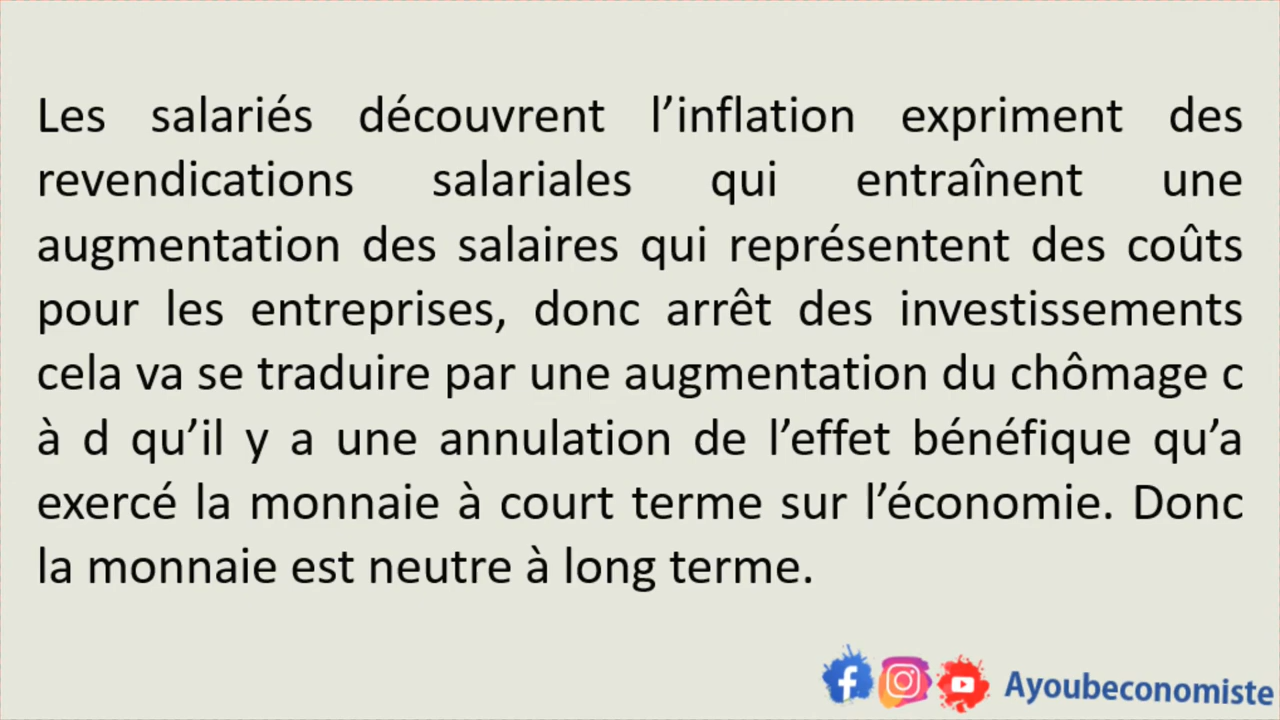 Les salariés découvrent l’inflation expriment des
revendications salariales qui entraînent une
augmentation des salaires qui représentent des coûts
pour les entreprises, donc arrêt des investissements
cela va se traduire par une augmentation du chômage c
à d qu’il y a une annulation de l’effet bénéfique qu’a
exercé la monnaie à court terme sur l’économie. Donc
la monnaie est neutre à long terme.
Ayoubeconomiste